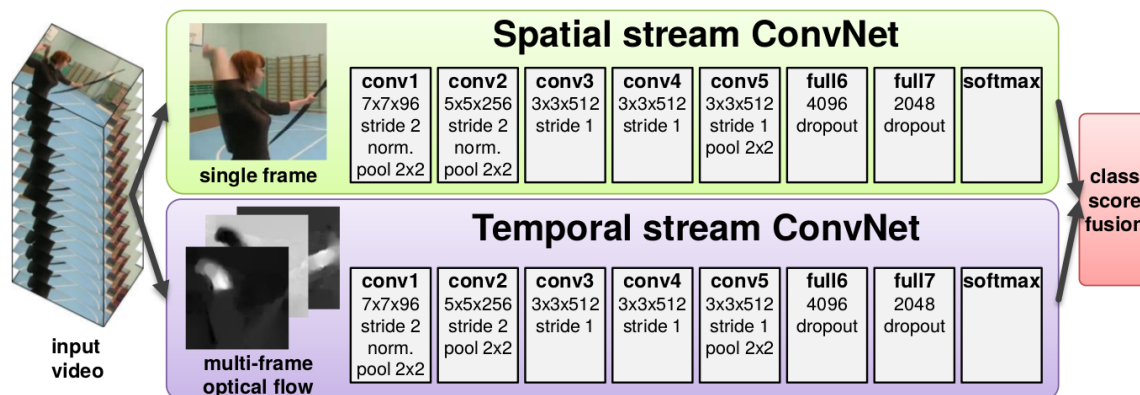 Spatial stream ConvNet
conv1
7x7x96
stride 2
norm.
pool 2x2
conv2
5x5x256
stride 2
norm.
pool 2x2
conv3
3x3x512
stride 1
conv4
3x3x512
stride 1
conv5
3x3x512
stride 1
pool 2x2
full6
4096
dropout
full7
2048
dropout
softmax
single frame
Temporal stream ConvNet
conv1
7x7x96
stride 2
norm.
pool 2x2
conv2
5x5x256
stride 2
pool 2x2
conv3
3x3x512
stride 1
conv4
3x3x512
stride 1
conv5
3x3x512
stride 1
pool 2x2
full6
4096
dropout
full7
2048
dropout
softmax
multi-frame
optical flow
input
video
class
score
fusion